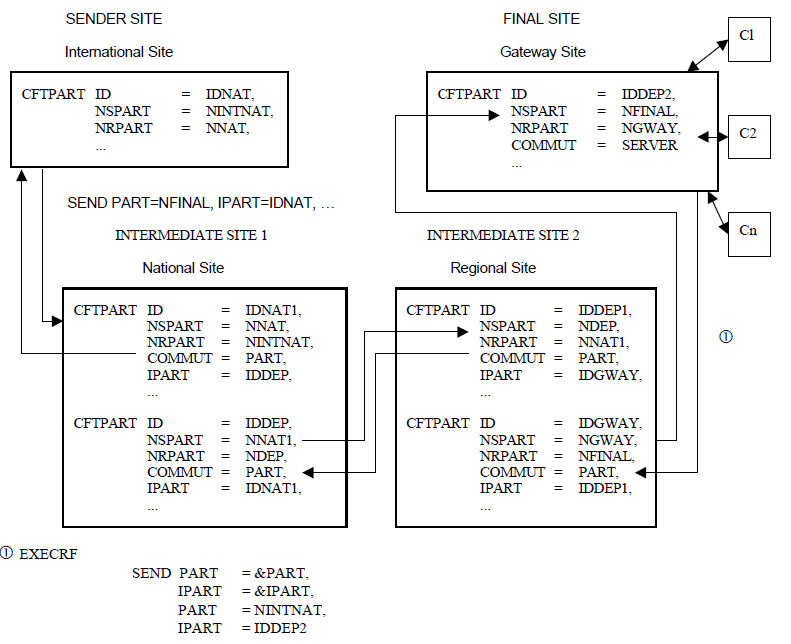 SENDER SITE
International Site
CFTPART ID = IDNAT,
NSPART = NINTNAT,
NRPART = NNAT,
...
FINAL SITE
Gateway Site
CFTPART ID = IDDEP2,
NSPART = NFINAL,
NRPART = NGWAY,
COMMUT = SERVER
...
C1
C2
Cn
SEND PART=NFINAL, IPART=IDNAT, …
INTERMEDIATE SITE 1
National Site
CFTPART ID = IDNAT1,
NSPART = NNAT,
NRPART = NINTNAT,
COMMUT = PART,
IPART = IDDEP,
...
CFTPART ID = IDDEP,
NSPART = NNAT1,
NRPART = NDEP,
COMMUT = PART,
IPART = IDNAT1,
...
INTERMEDIATE SITE 2
Regional Site
CFTPART ID = IDDEP1,
NSPART = NDEP,
NRPART = NNAT1,
COMMUT = PART,
IPART = IDGWAY,
...
CFTPART ID = IDGWAY,
NSPART = NGWAY,
NRPART = NFINAL,
COMMUT = PART,
IPART = IDDEP1,
...
①
① EXECRF
SEND PART = &PART,
IPART = &IPART,
PART = NINTNAT,
IPART = IDDEP2